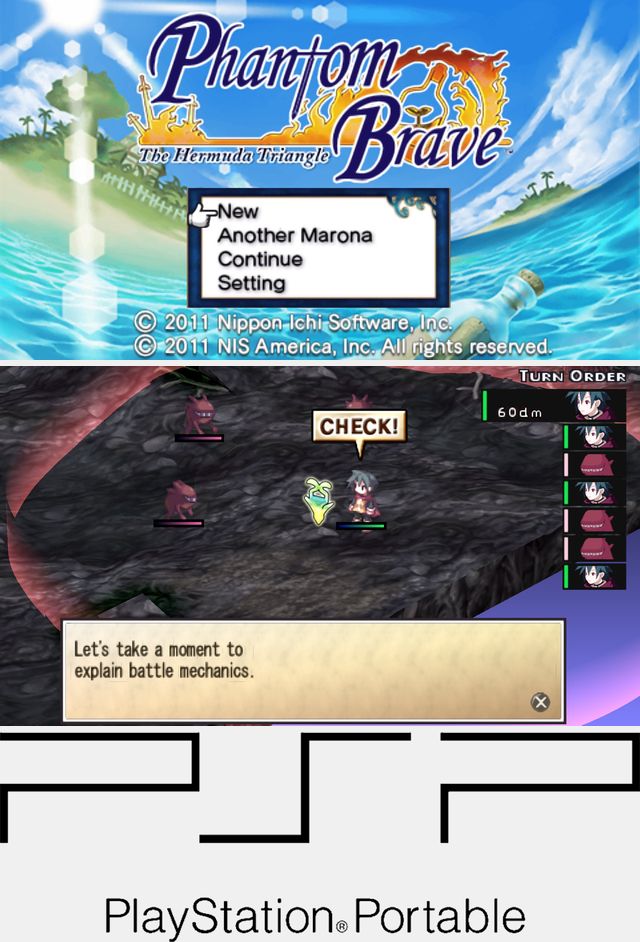 Phantom
Brave
The Hermuda Triangle
New
Another Marona
Continue
Setting
© 2011 Nippon Ichi Software, Inc.
© 2011 NIS America, Inc. All rights reserved.
TURN ORDER
60dm
CHECK!
Let's take a moment to
explain battle mechanics.
PSP
PlayStation® Portable